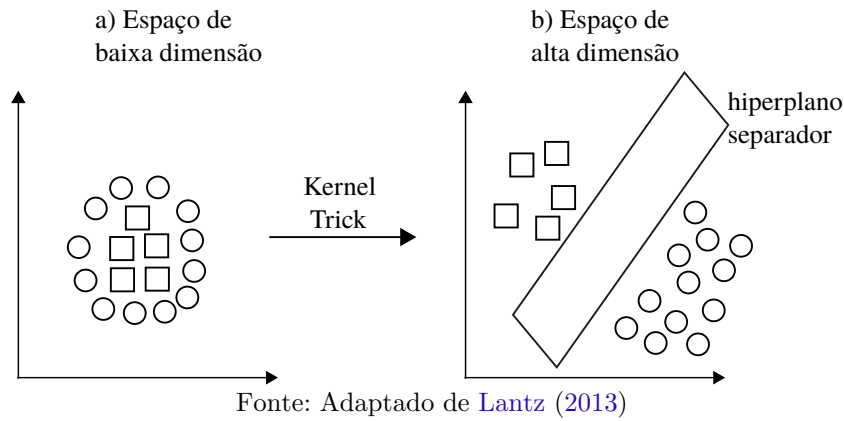 a) Espaço de
baixa dimensão
b) Espaço de
alta dimensão
hiperplano
separador
Kernel
Trick
Fonte: Adaptado de Lantz (2013)